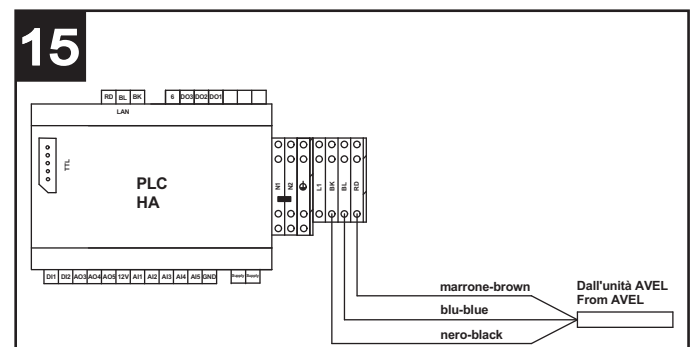 15
RD BL BK 6 DO3 DO2 DO1
LAN
TTL
PLC
HA
N1 N2 L1 BK BL RD
DI1 DI2 AO3 AO4 AO5 12V AI1 AI2 AI3 AI4 AI5 GND Supply Supply
marrone-brown
Dall'unità AVEL
From AVEL
blu-blue
nero-black